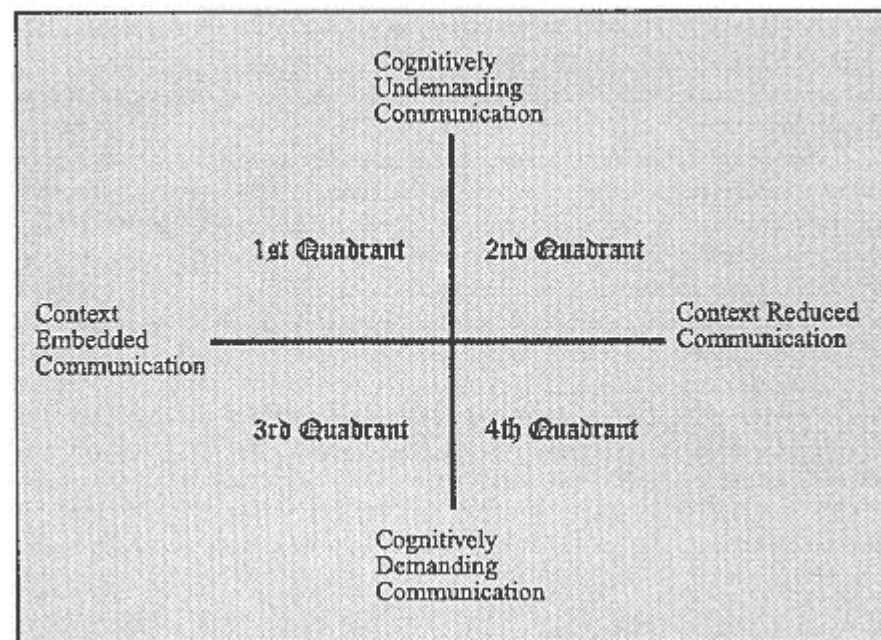 Cognitively
Undemanding
Communication
1st Quadrant
2nd Quadrant
Context
Embedded
Communication
Context Reduced
Communication
3rd Quadrant
4th Quadrant
Cognitively
Demanding
Communication